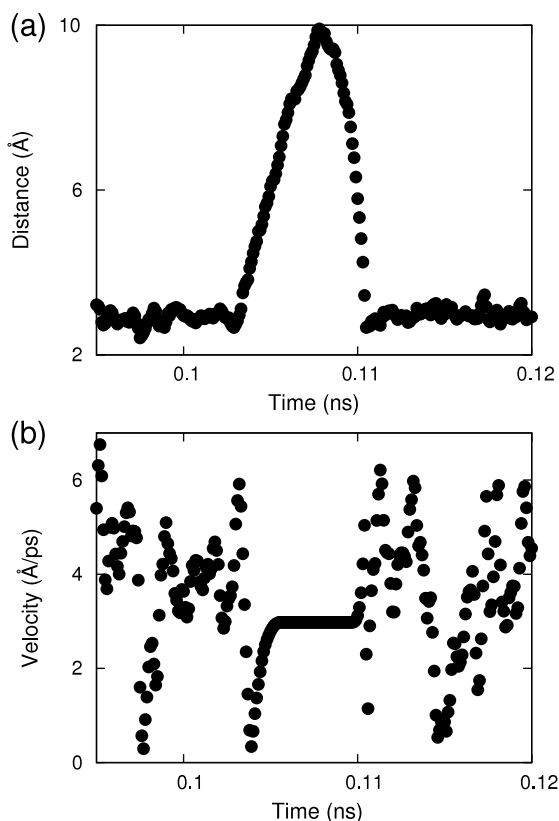 (a)
10
6
2
Distance (Å)
0.1
0.11
0.12
Time (ns)
(b)
6
4
2
0
Velocity (Å/ps)
0.1
0.11
0.12
Time (ns)